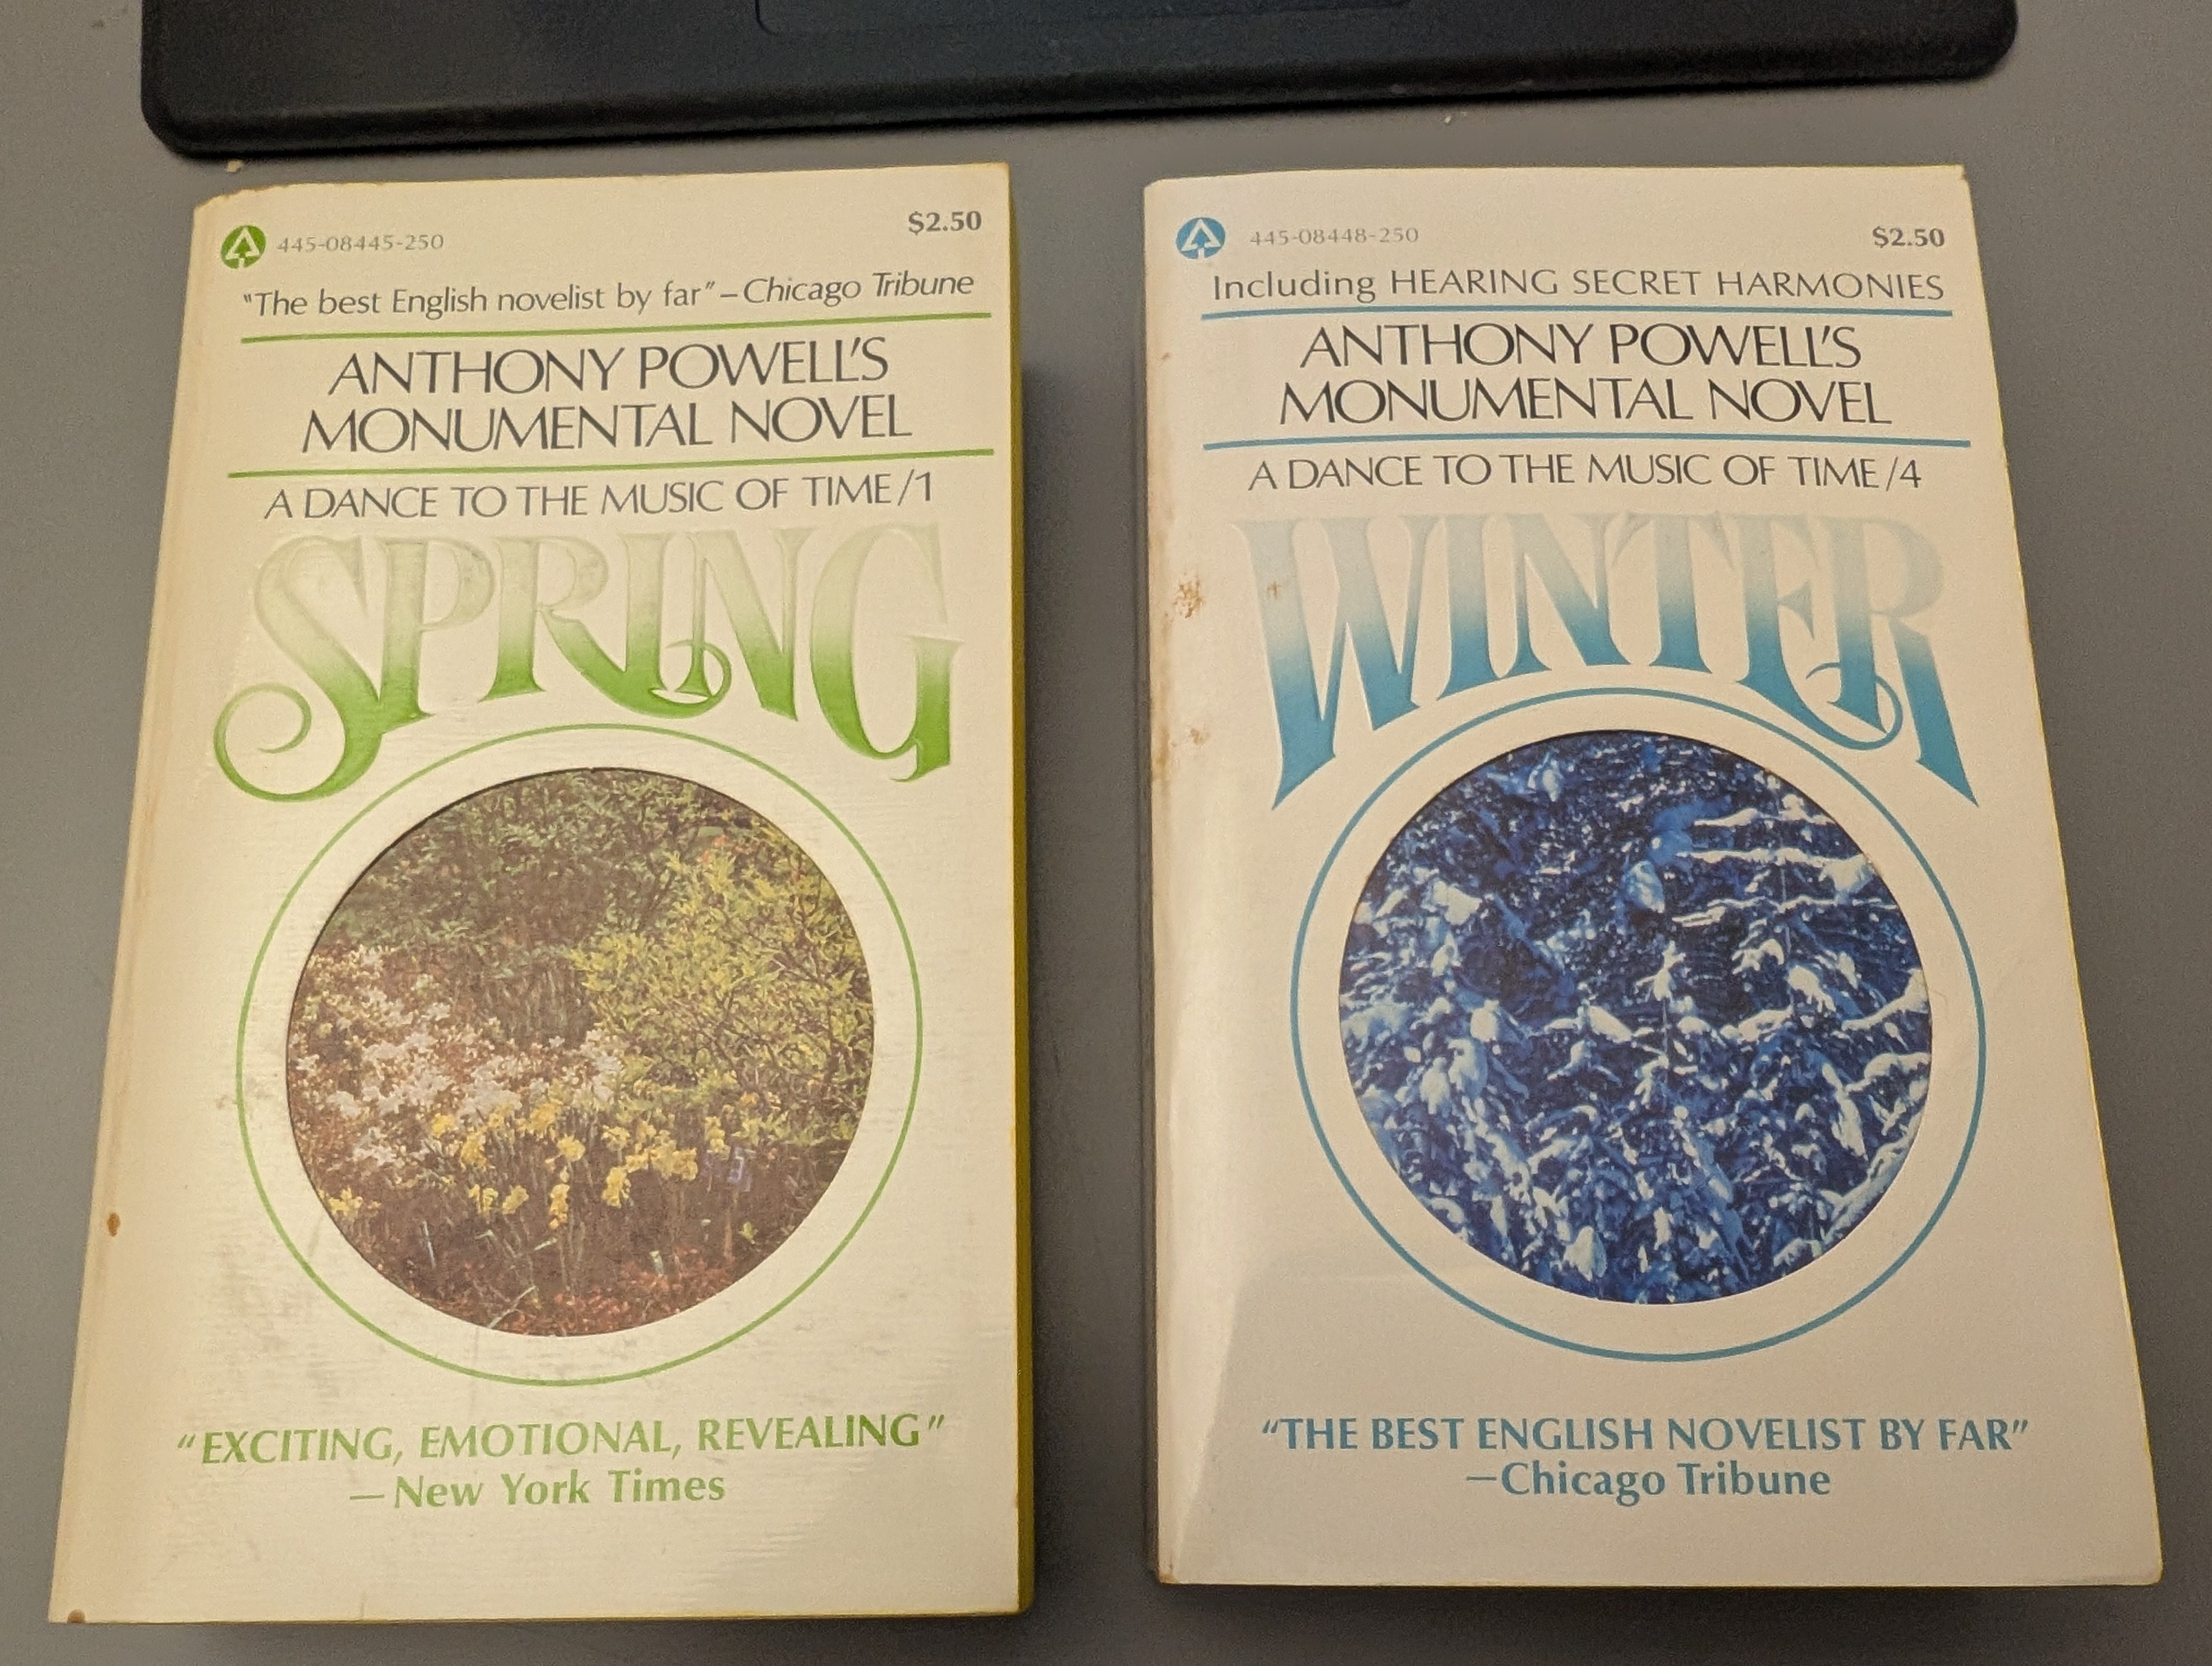 445-08445-250
$2.50
"The best English novelist by far"–Chicago Tribune
ANTHONY POWELL'S
MONUMENTAL NOVEL
A DANCE TO THE MUSIC OF TIME/1
SPRING
"EXCITING, EMOTIONAL, REVEALING"
—New York Times
445-08448-250
$2.50
Including HEARING SECRET HARMONIES
ANTHONY POWELL'S
MONUMENTAL NOVEL
A DANCE TO THE MUSIC OF TIME/4
WINTER
"THE BEST ENGLISH NOVELIST BY FAR"
—Chicago Tribune